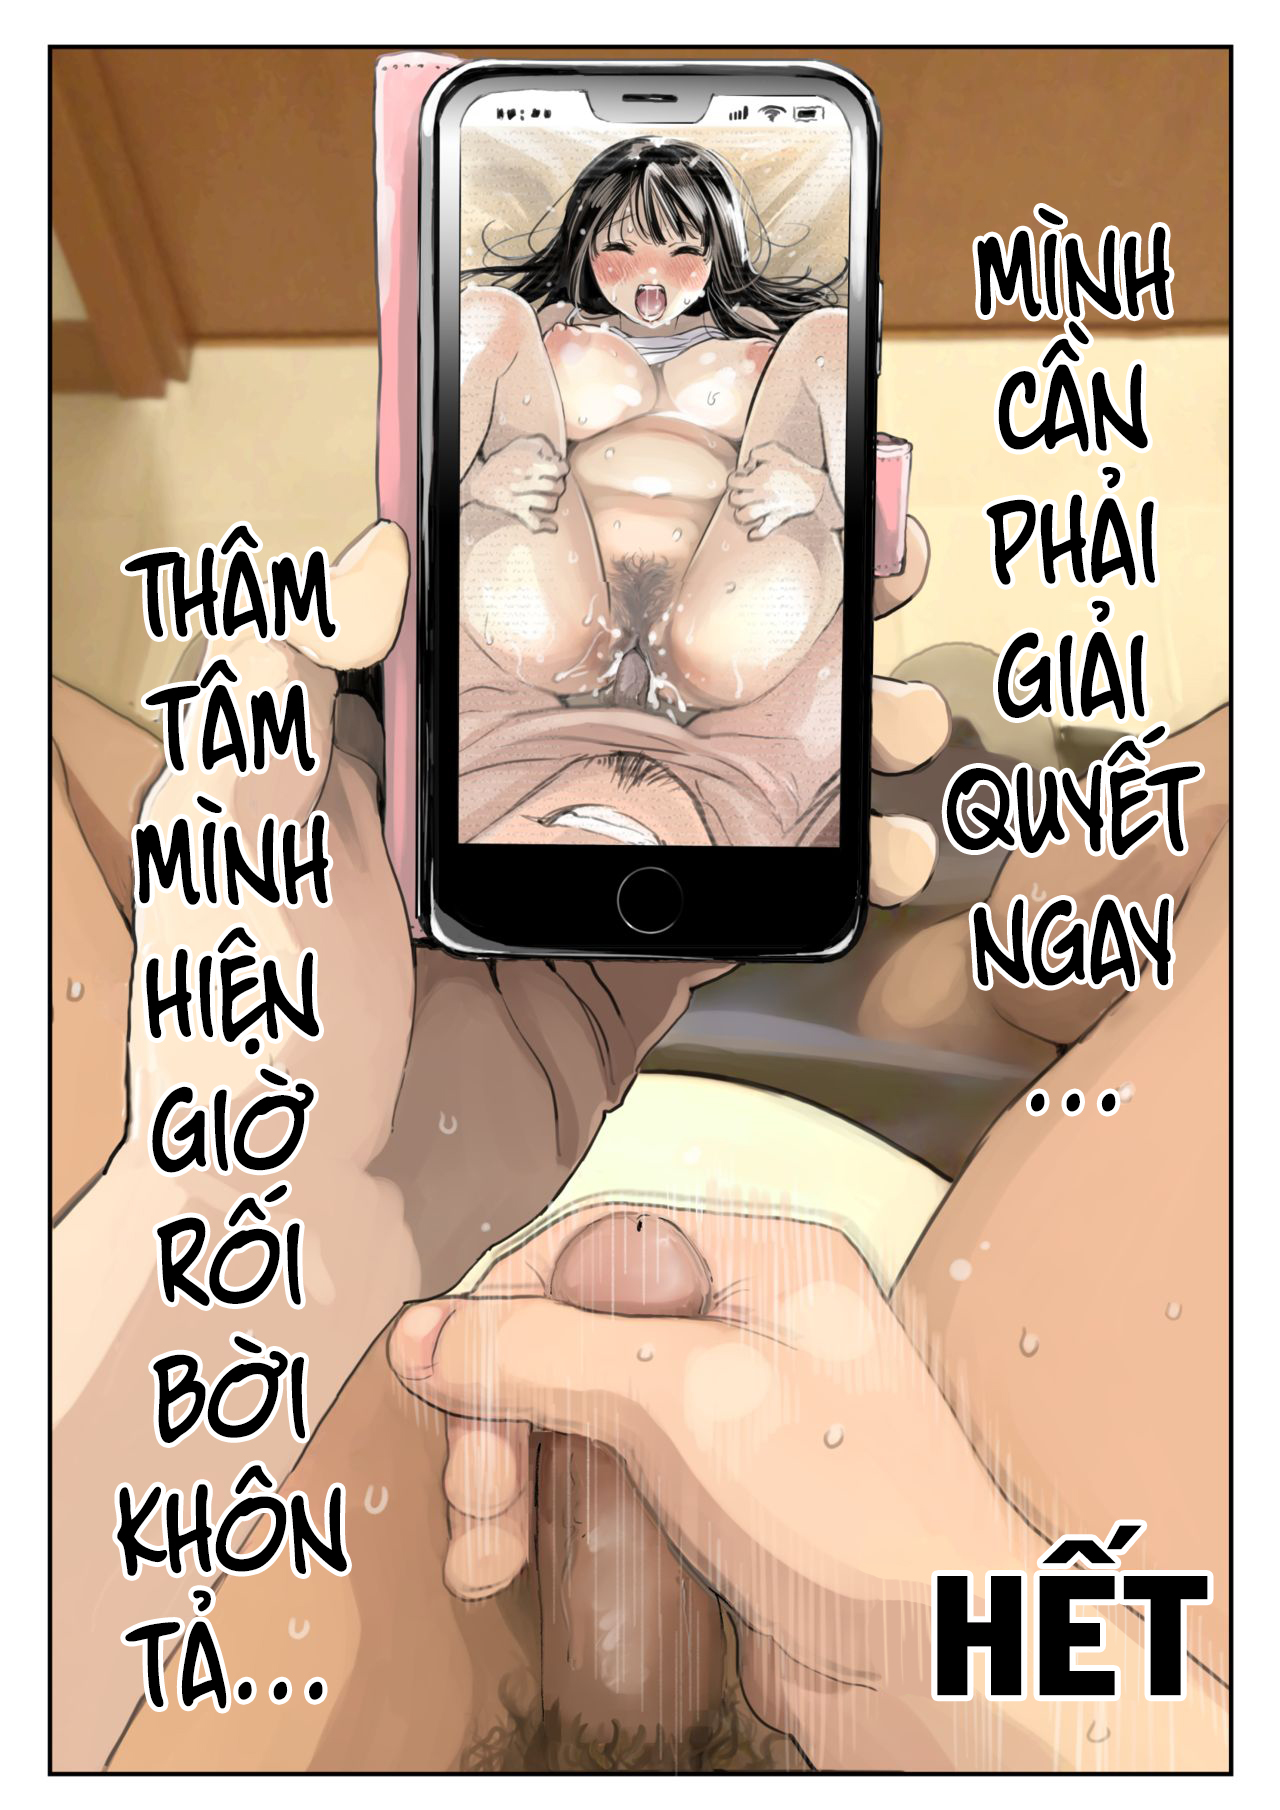 MÌNH
CẦN
PHẢI
GIẢI
QUYẾT
NGAY
...
THÂM
TÂM
MÌNH
HIỆN
GIỜ
RỐI
BỜI
KHÔN
TẢ...
HẾT